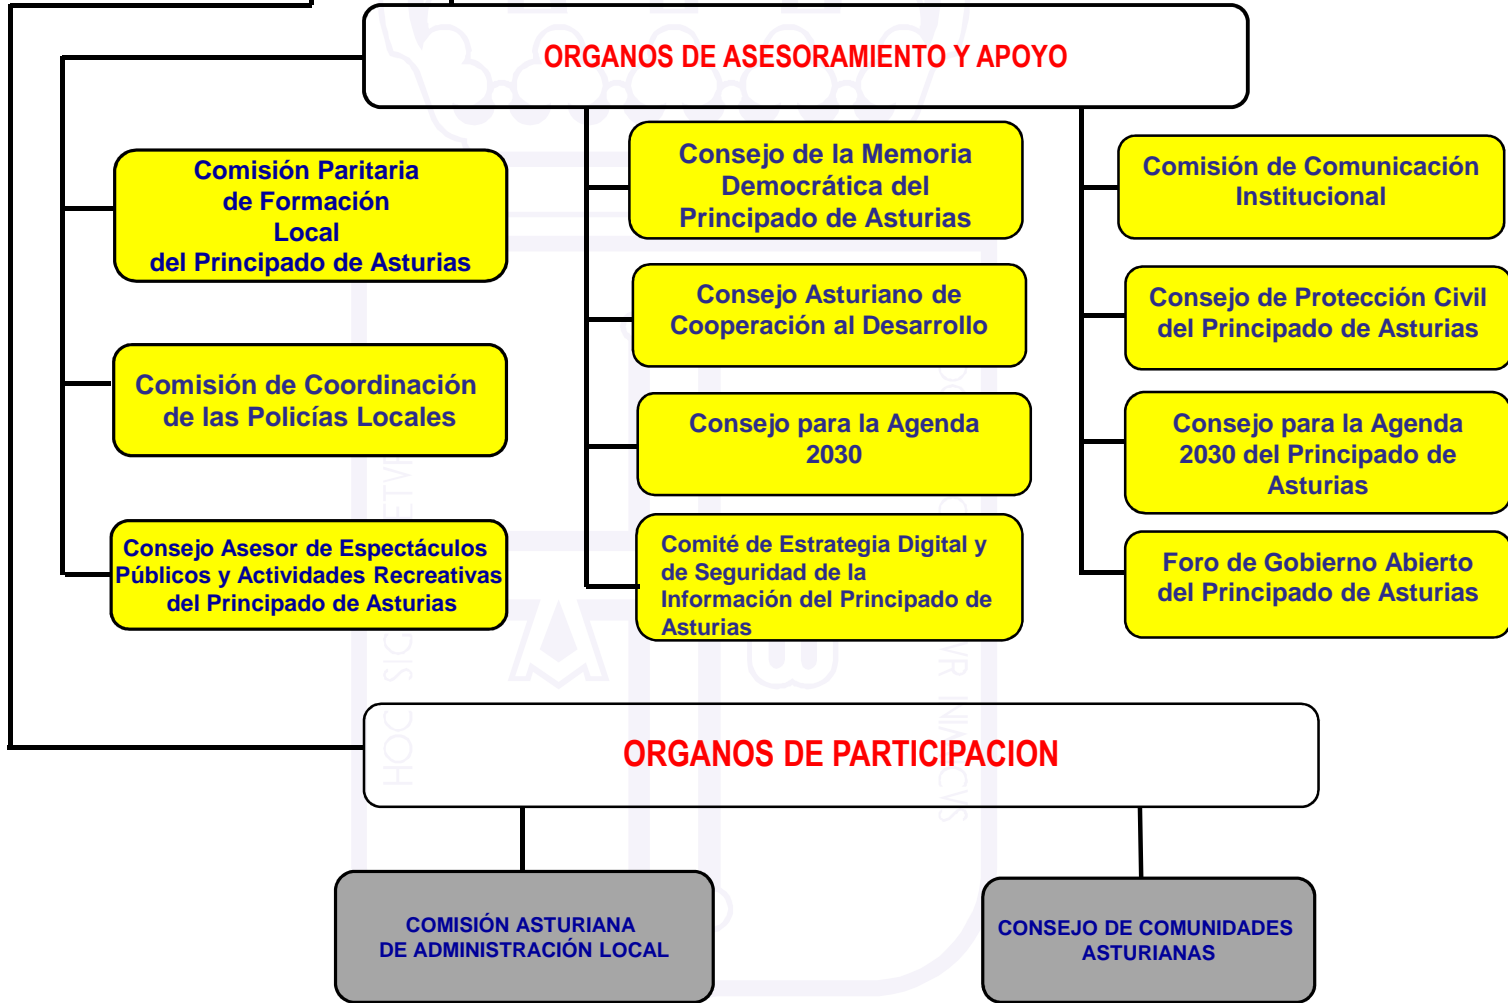 ORGANOS DE ASESORAMIENTO Y APOYO
Comisión Paritaria
de Formación
Local
del Principado de Asturias
Comisión de Coordinación
de las Policías Locales
Consejo Asesor de Espectáculos
Públicos y Actividades Recreativas
del Principado de Asturias
Consejo de la Memoria
Democrática del
Principado de Asturias
Consejo Asturiano de
Cooperación al Desarrollo
Consejo para la Agenda
2030
Comité de Estrategia Digital y
de Seguridad de la
Información del Principado de
Asturias
Comisión de Comunicación
Institucional
Consejo de Protección Civil
del Principado de Asturias
Consejo para la Agenda
2030 del Principado de
Asturias
Foro de Gobierno Abierto
del Principado de Asturias
ORGANOS DE PARTICIPACION
COMISIÓN ASTURIANA
DE ADMINISTRACIÓN LOCAL
CONSEJO DE COMUNIDADES
ASTURIANAS
HOC